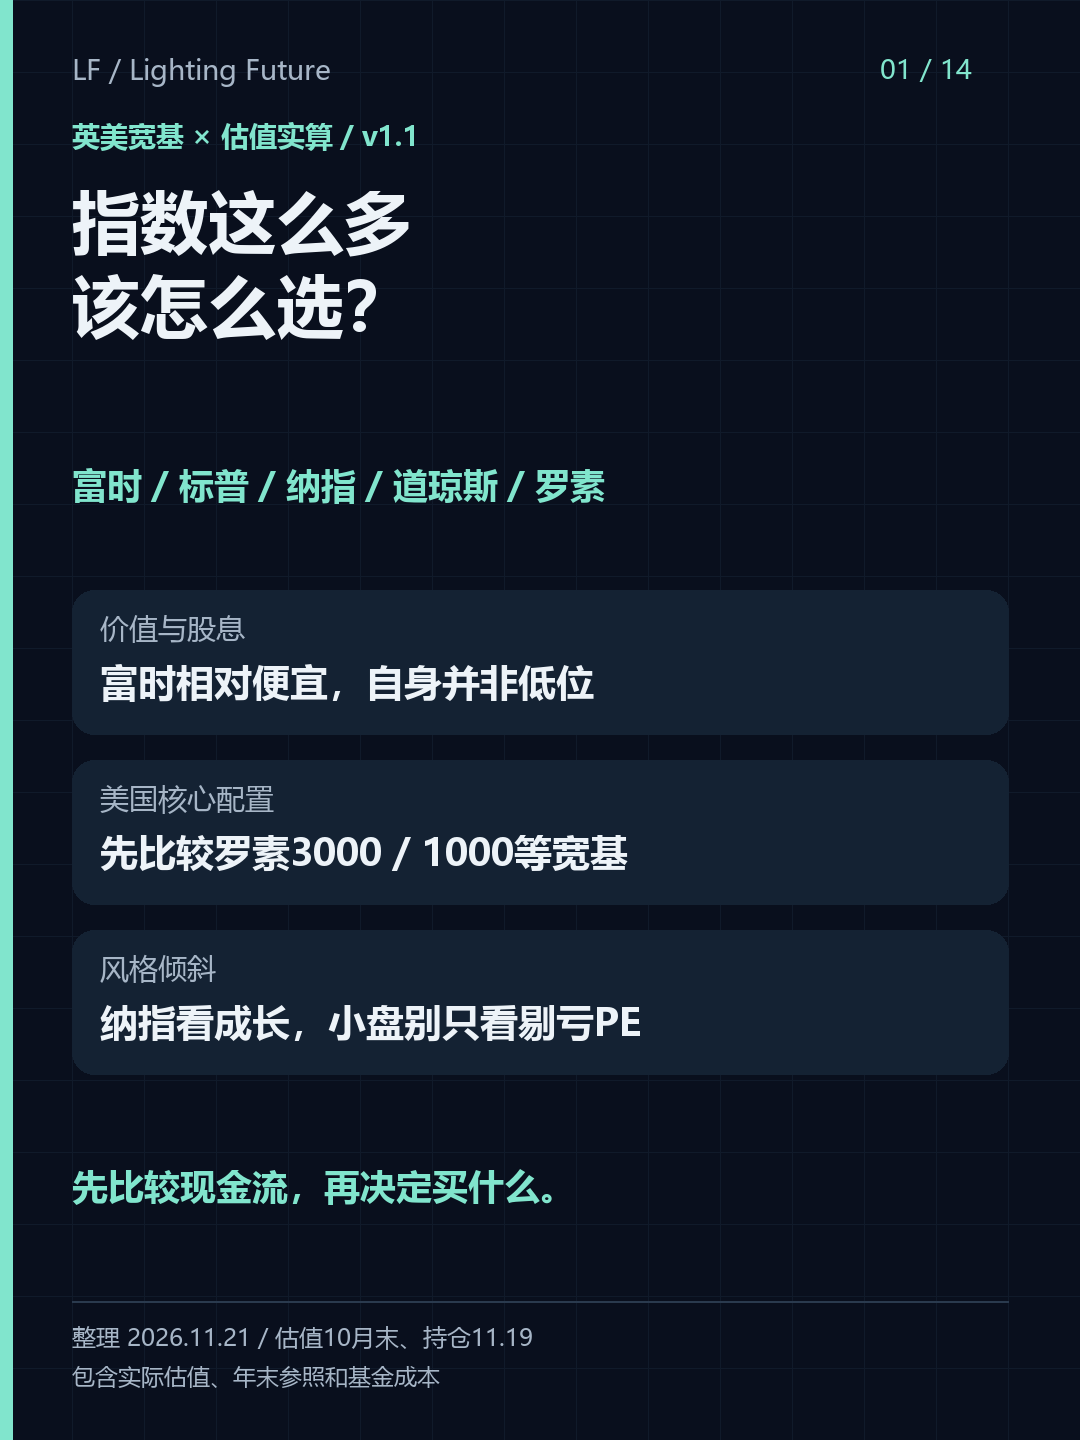 LF / Lighting Future
01 / 14
英美宽基 × 估值实算 / v1.1
指数这么多
该怎么选?
富时 / 标普 / 纳指 / 道琼斯 / 罗素
价值与股息
富时相对便宜，自身并非低位
美国核心配置
先比较罗素3000 / 1000等宽基
风格倾斜
纳指看成长，小盘别只看剔亏PE
先比较现金流，再决定买什么。
整理 2026.11.21 / 估值10月末、持仓11.19
包含实际估值、年末参照和基金成本